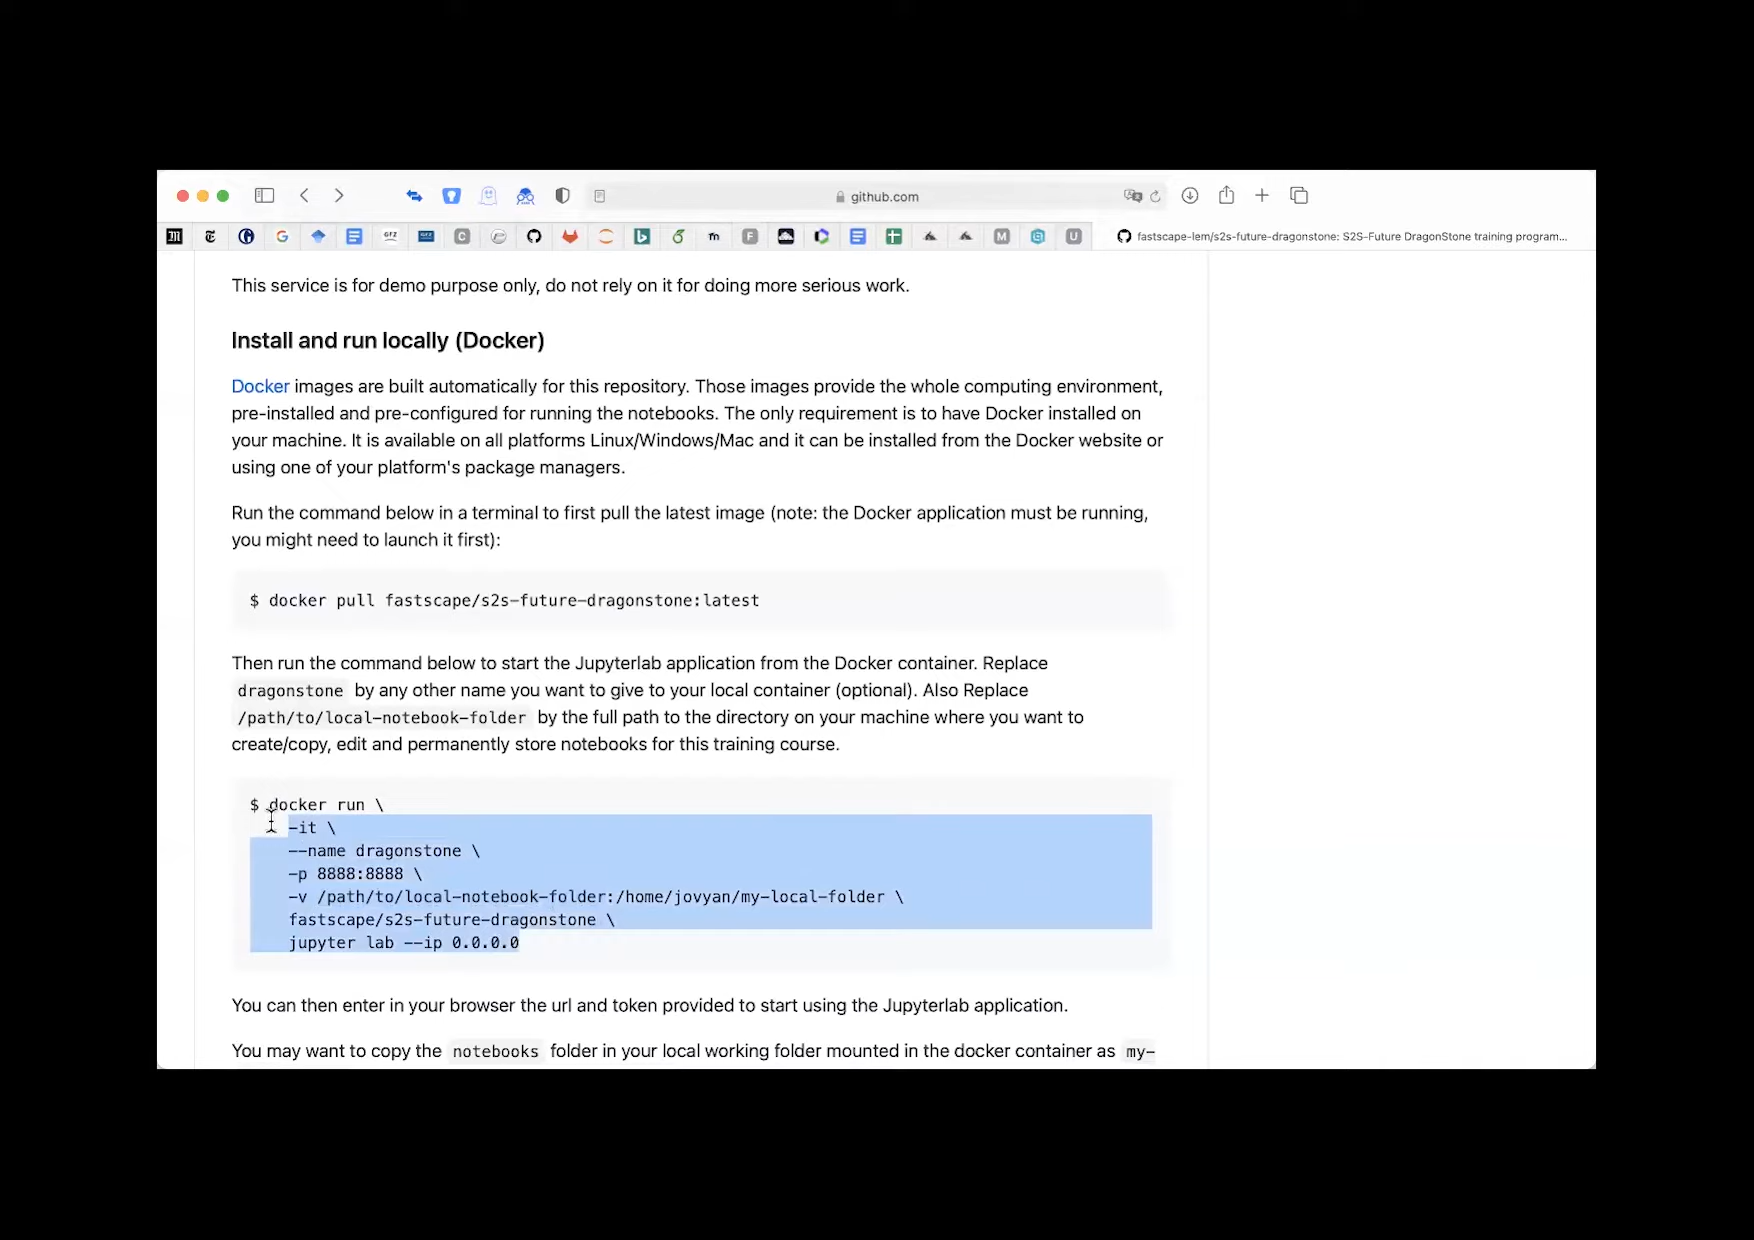 github.com
fastscape-lem/s2s-future-dragonstone: S2S-Future DragonStone training program...
This service is for demo purpose only, do not rely on it for doing more serious work.
Install and run locally (Docker)
Docker images are built automatically for this repository. Those images provide the whole computing environment,
pre-installed and pre-configured for running the notebooks. The only requirement is to have Docker installed on
your machine. It is available on all platforms Linux/Windows/Mac and it can be installed from the Docker website or
using one of your platform's package managers.
Run the command below in a terminal to first pull the latest image (note: the Docker application must be running,
you might need to launch it first):
$ docker pull fastscape/s2s-future-dragonstone:latest
Then run the command below to start the Jupyterlab application from the Docker container. Replace
dragonstone by any other name you want to give to your local container (optional). Also Replace
/path/to/local-notebook-folder by the full path to the directory on your machine where you want to
create/copy, edit and permanently store notebooks for this training course.
$ docker run \
-it \
--name dragonstone \
-p 8888:8888 \
-v /path/to/local-notebook-folder:/home/jovyan/my-local-folder \
fastscape/s2s-future-dragonstone \
jupyter lab --ip 0.0.0.0
You can then enter in your browser the url and token provided to start using the Jupyterlab application.
You may want to copy the notebooks folder in your local working folder mounted in the docker container as my-